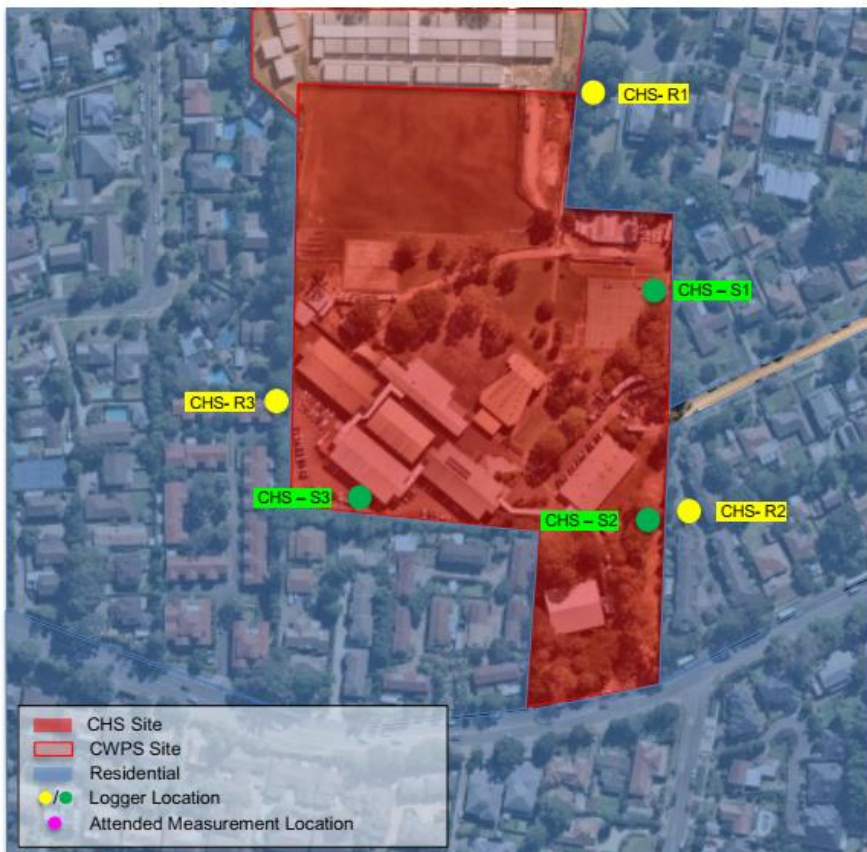 CHS- R1
CHS – S1
CHS- R3
CHS – S3
CHS – S2
CHS- R2
CHS Site
CWPS Site
Residential
/ Logger Location
Attended Measurement Location